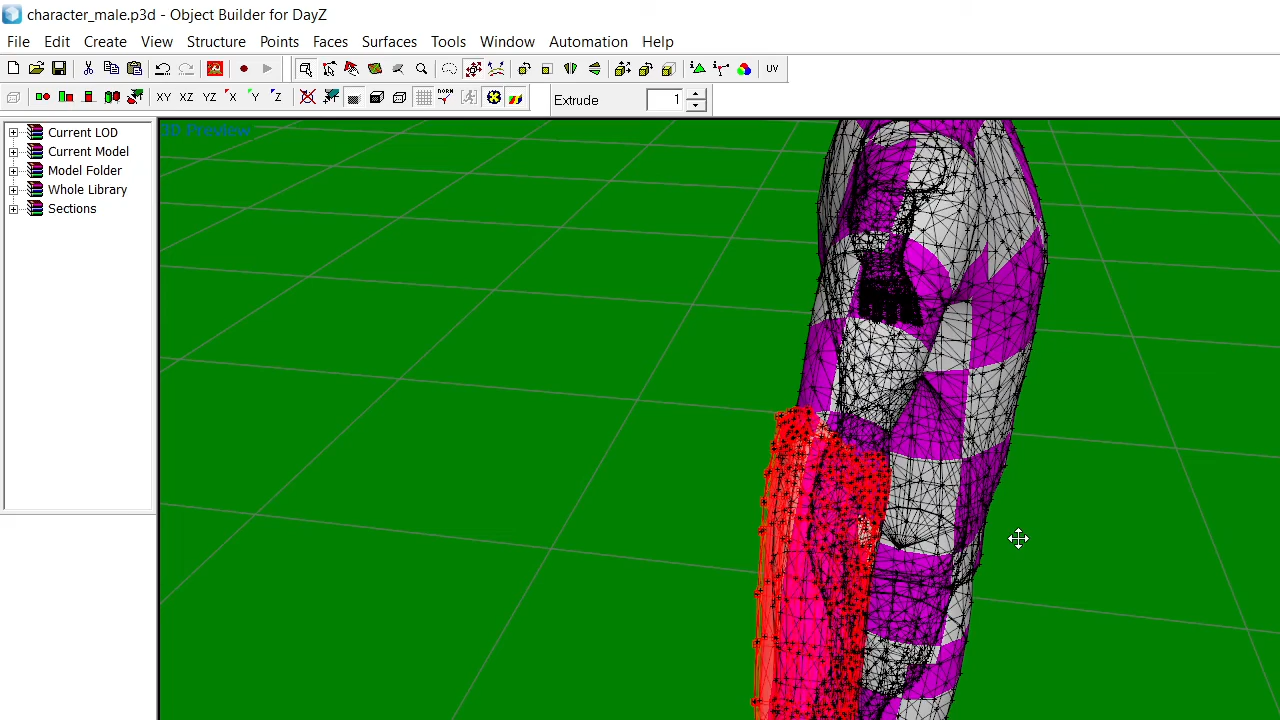 character_male.p3d - Object Builder for DayZ
File Edit Create View Structure Points Faces Surfaces Tools Window Automation Help
UV
XY XZ YZ X Y Z NORM Extrude 1
3D Preview
Current LOD
Current Model
Model Folder
Whole Library
Sections